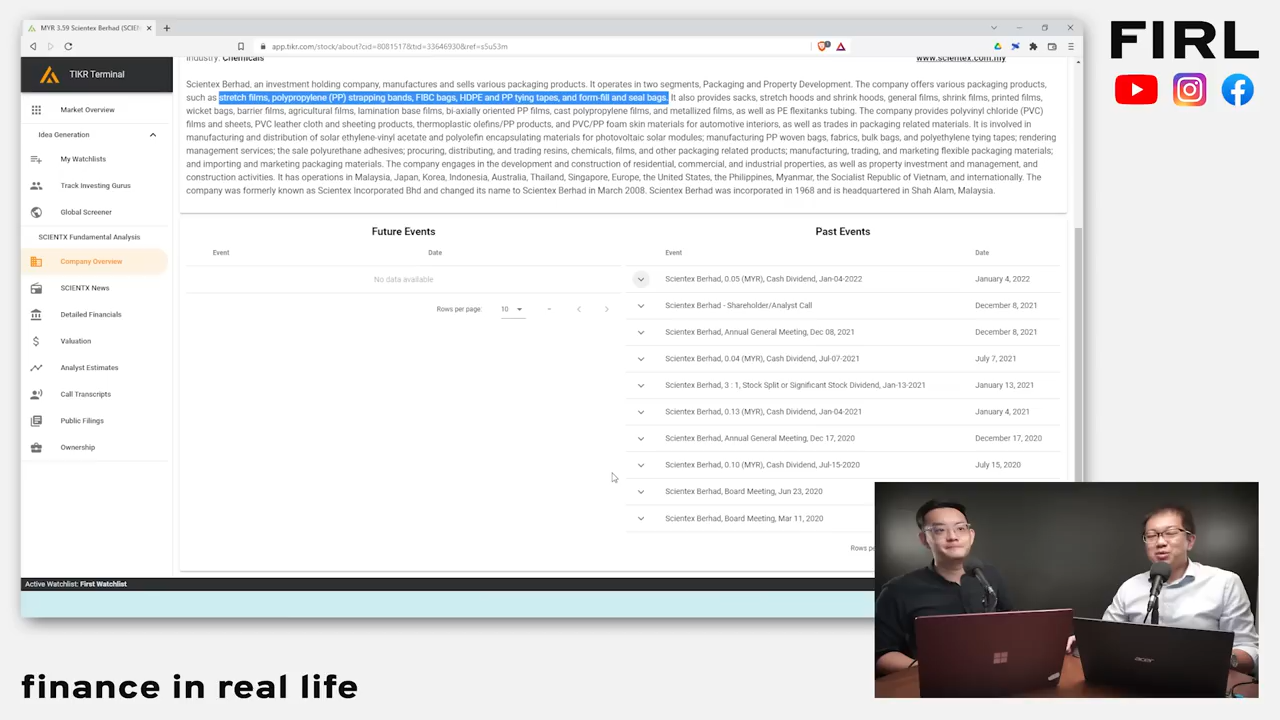 MYR 3.59 Scientex Berhad (SCIEN
FIRL
app.tikr.com/stock/about?cid=8081517&tid=33646930&ref=s5u53m
Industry: Chemicals
www.scientex.com.my
TIKR Terminal
Market Overview
Idea Generation
My Watchlists
Track Investing Gurus
Global Screener
SCIENTX Fundamental Analysis
Company Overview
SCIENTX News
Detailed Financials
Valuation
Analyst Estimates
Call Transcripts
Public Filings
Ownership
Scientex Berhad, an investment holding company, manufactures and sells various packaging products. It operates in two segments, Packaging and Property Development. The company offers various packaging products,
such as stretch films, polypropylene (PP) strapping bands, FIBC bags, HDPE and PP tying tapes, and form-fill and seal bags. It also provides sacks, stretch hoods and shrink hoods, general films, shrink films, printed films,
wicket bags, barrier films, agricultural films, lamination base films, bi-axially oriented PP films, cast polypropylene films, and metallized films, as well as PE flexitanks tubing. The company provides polyvinyl chloride (PVC)
films and sheets, PVC leather cloth and sheeting products, thermoplastic olefins/PP products, and PVC/PP foam skin materials for automotive interiors, as well as trades in packaging related materials. It is involved in
manufacturing and distribution of solar ethylene-vinyl acetate and polyolefin encapsulating materials for photovoltaic solar modules; manufacturing PP woven bags, fabrics, bulk bags, and polyethylene tying tapes; rendering
management services; the sale polyurethane adhesives; procuring, distributing, and trading resins, chemicals, films, and other packaging related products; manufacturing, trading, and marketing flexible packaging materials;
and importing and marketing packaging materials. The company engages in the development and construction of residential, commercial, and industrial properties, as well as property investment and management, and
construction activities. It has operations in Malaysia, Japan, Korea, Indonesia, Australia, Thailand, Singapore, Europe, the United States, the Philippines, Myanmar, the Socialist Republic of Vietnam, and internationally. The
company was formerly known as Scientex Incorporated Bhd and changed its name to Scientex Berhad in March 2008. Scientex Berhad was incorporated in 1968 and is headquartered in Shah Alam, Malaysia.
Future Events
Event Date
No data available
Rows per page: 10 -
Past Events
Event Date
Scientex Berhad, 0.05 (MYR), Cash Dividend, Jan-04-2022 January 4, 2022
Scientex Berhad - Shareholder/Analyst Call December 8, 2021
Scientex Berhad, Annual General Meeting, Dec 08, 2021 December 8, 2021
Scientex Berhad, 0.04 (MYR), Cash Dividend, Jul-07-2021 July 7, 2021
Scientex Berhad, 3 : 1, Stock Split or Significant Stock Dividend, Jan-13-2021 January 13, 2021
Scientex Berhad, 0.13 (MYR), Cash Dividend, Jan-04-2021 January 4, 2021
Scientex Berhad, Annual General Meeting, Dec 17, 2020 December 17, 2020
Scientex Berhad, 0.10 (MYR), Cash Dividend, Jul-15-2020 July 15, 2020
Scientex Berhad, Board Meeting, Jun 23, 2020
Scientex Berhad, Board Meeting, Mar 11, 2020
Rows pe
Active Watchlist: First Watchlist
acer
finance in real life